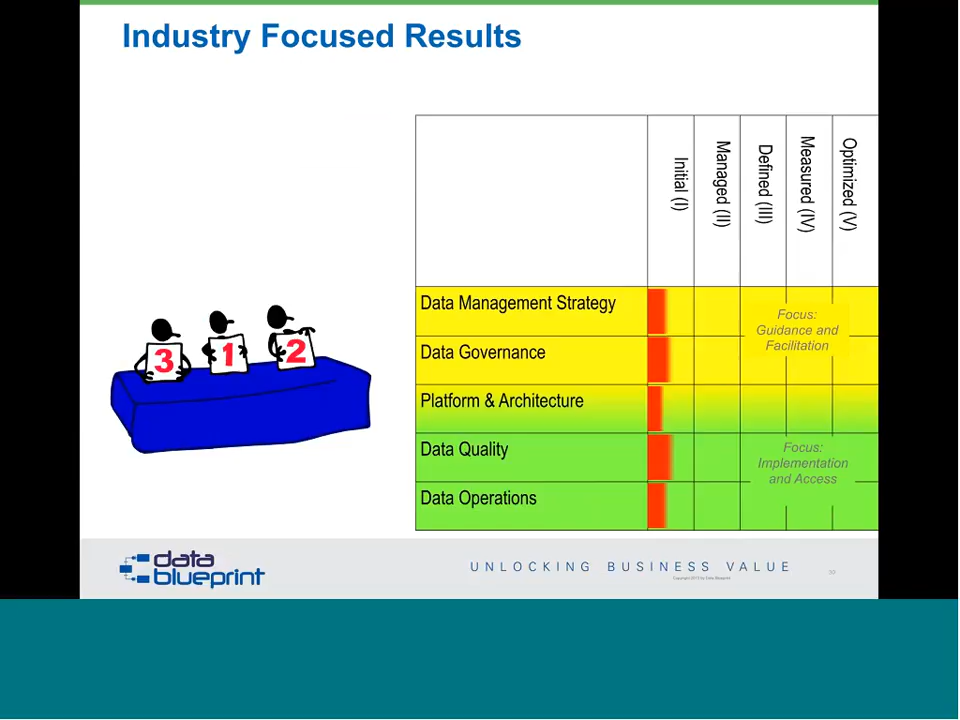 Industry Focused Results
Initial (I)
Managed (II)
Defined (III)
Measured (IV)
Optimized (V)
Data Management Strategy
Focus:
Guidance and
Facilitation
Data Governance
Platform & Architecture
Data Quality
Focus:
Implementation
and Access
Data Operations
3
1
2
data
blueprint
UNLOCKING BUSINESS VALUE